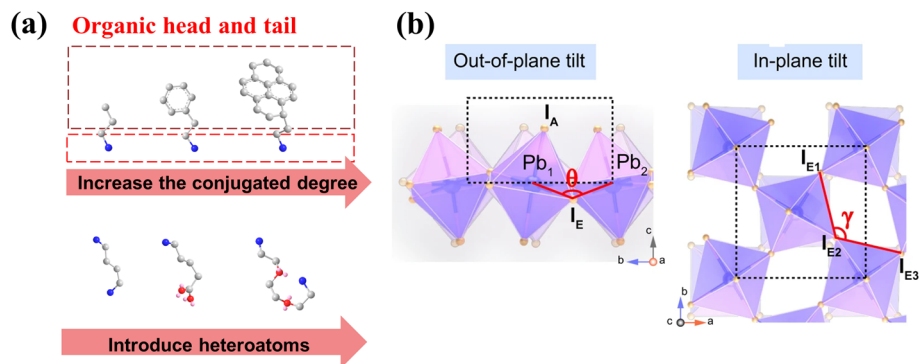 (a)
Organic head and tail
Increase the conjugated degree
Introduce heteroatoms
(b)
Out-of-plane tilt
I_A
Pb_1
θ
Pb_2
I_E
c
b
a
In-plane tilt
I_E1
γ
I_E2
I_E3
b
c
a